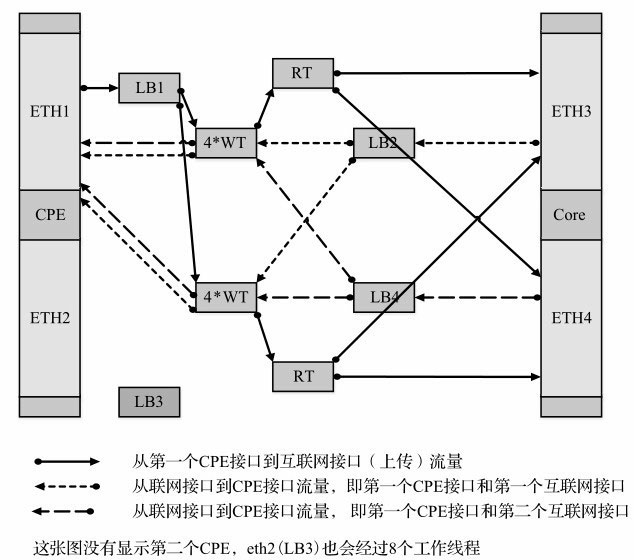 RT
LB1
ETH1
ETH3
4*WT
LB2
CPE
Core
4*WT
LB4
ETH2
ETH4
RT
LB3
从第一个CPE接口到互联网接口（上传）流量
从联网接口到CPE接口流量，即第一个CPE接口和第一个互联网接口
从联网接口到CPE接口流量，即第一个CPE接口和第二个互联网接口
这张图没有显示第二个CPE，eth2(LB3)也会经过8个工作线程